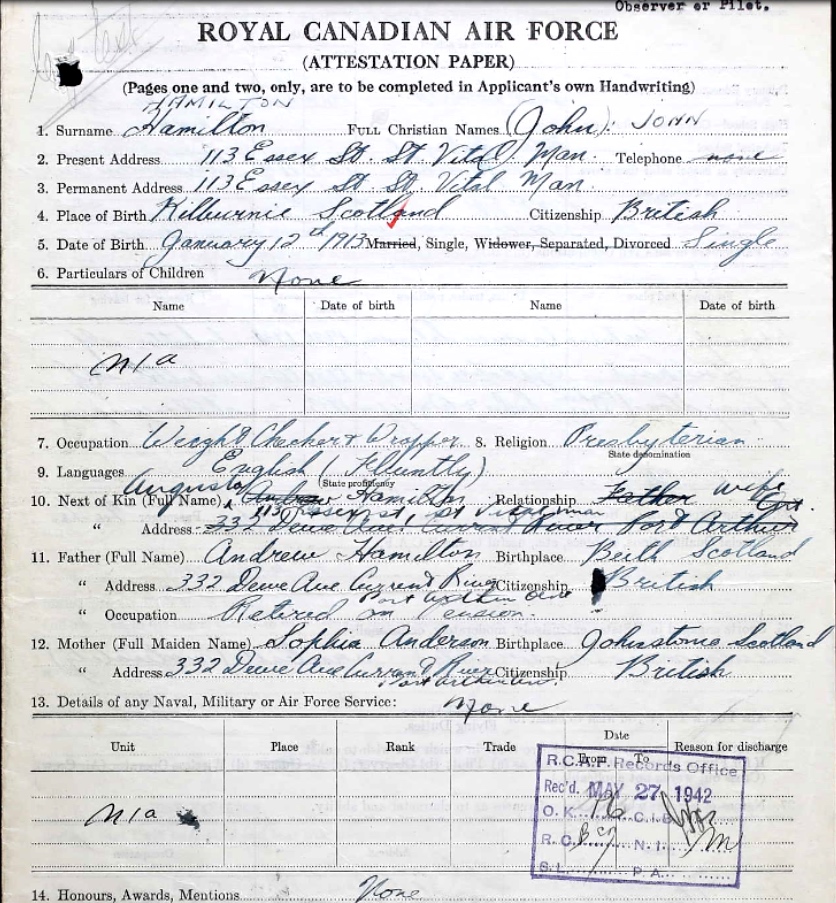 Observer or Pilot.
ROYAL CANADIAN AIR FORCE
(ATTESTATION PAPER)
(Pages one and two, only, are to be completed in Applicant's own Handwriting)
HAMILTON
1. Surname Hamilton FULL Christian Names (John) JOHN
2. Present Address 113 Essex St. St Vital, Man. Telephone none
3. Permanent Address 113 Essex St St. Vital Man
4. Place of Birth Kilburnie Scotland Citizenship British
5. Date of Birth January 12th 1913 Married, Single, Widower, Separated, Divorced Single
6. Particulars of Children None
Name Date of birth Name Date of birth
n/a
7. Occupation Weight Checker & Wrapper 8. Religion Presbyterian
State denomination
9. Languages English (Fluently)
State proficiency
Augusta
10. Next of Kin (Full Name) Andrew Hamilton Relationship Father wife
113 Essex st, st Vital man
" Address 332 Dewe Ave. Current River Port Arthur Ont
11. Father (Full Name) Andrew Hamilton Birthplace Beith Scotland
" Address 332 Dewe Ave Current River Citizenship British
Port Arthur Ont
" Occupation Retired on Pension.
12. Mother (Full Maiden Name) Sophia Anderson Birthplace Johnstone Scotland
" Address 332 Dewe Ave Current River Citizenship British
Port Arthur Ont.
13. Details of any Naval, Military or Air Force Service: None
Unit Place Rank Trade Date From To Reason for discharge
n/a
R.C.A.F. Records Office
Rec'd. MAY 27 1942
O.K. C.I.B.
R.C. N.I.
S.L. P.A.
14. Honours, Awards, Mentions None